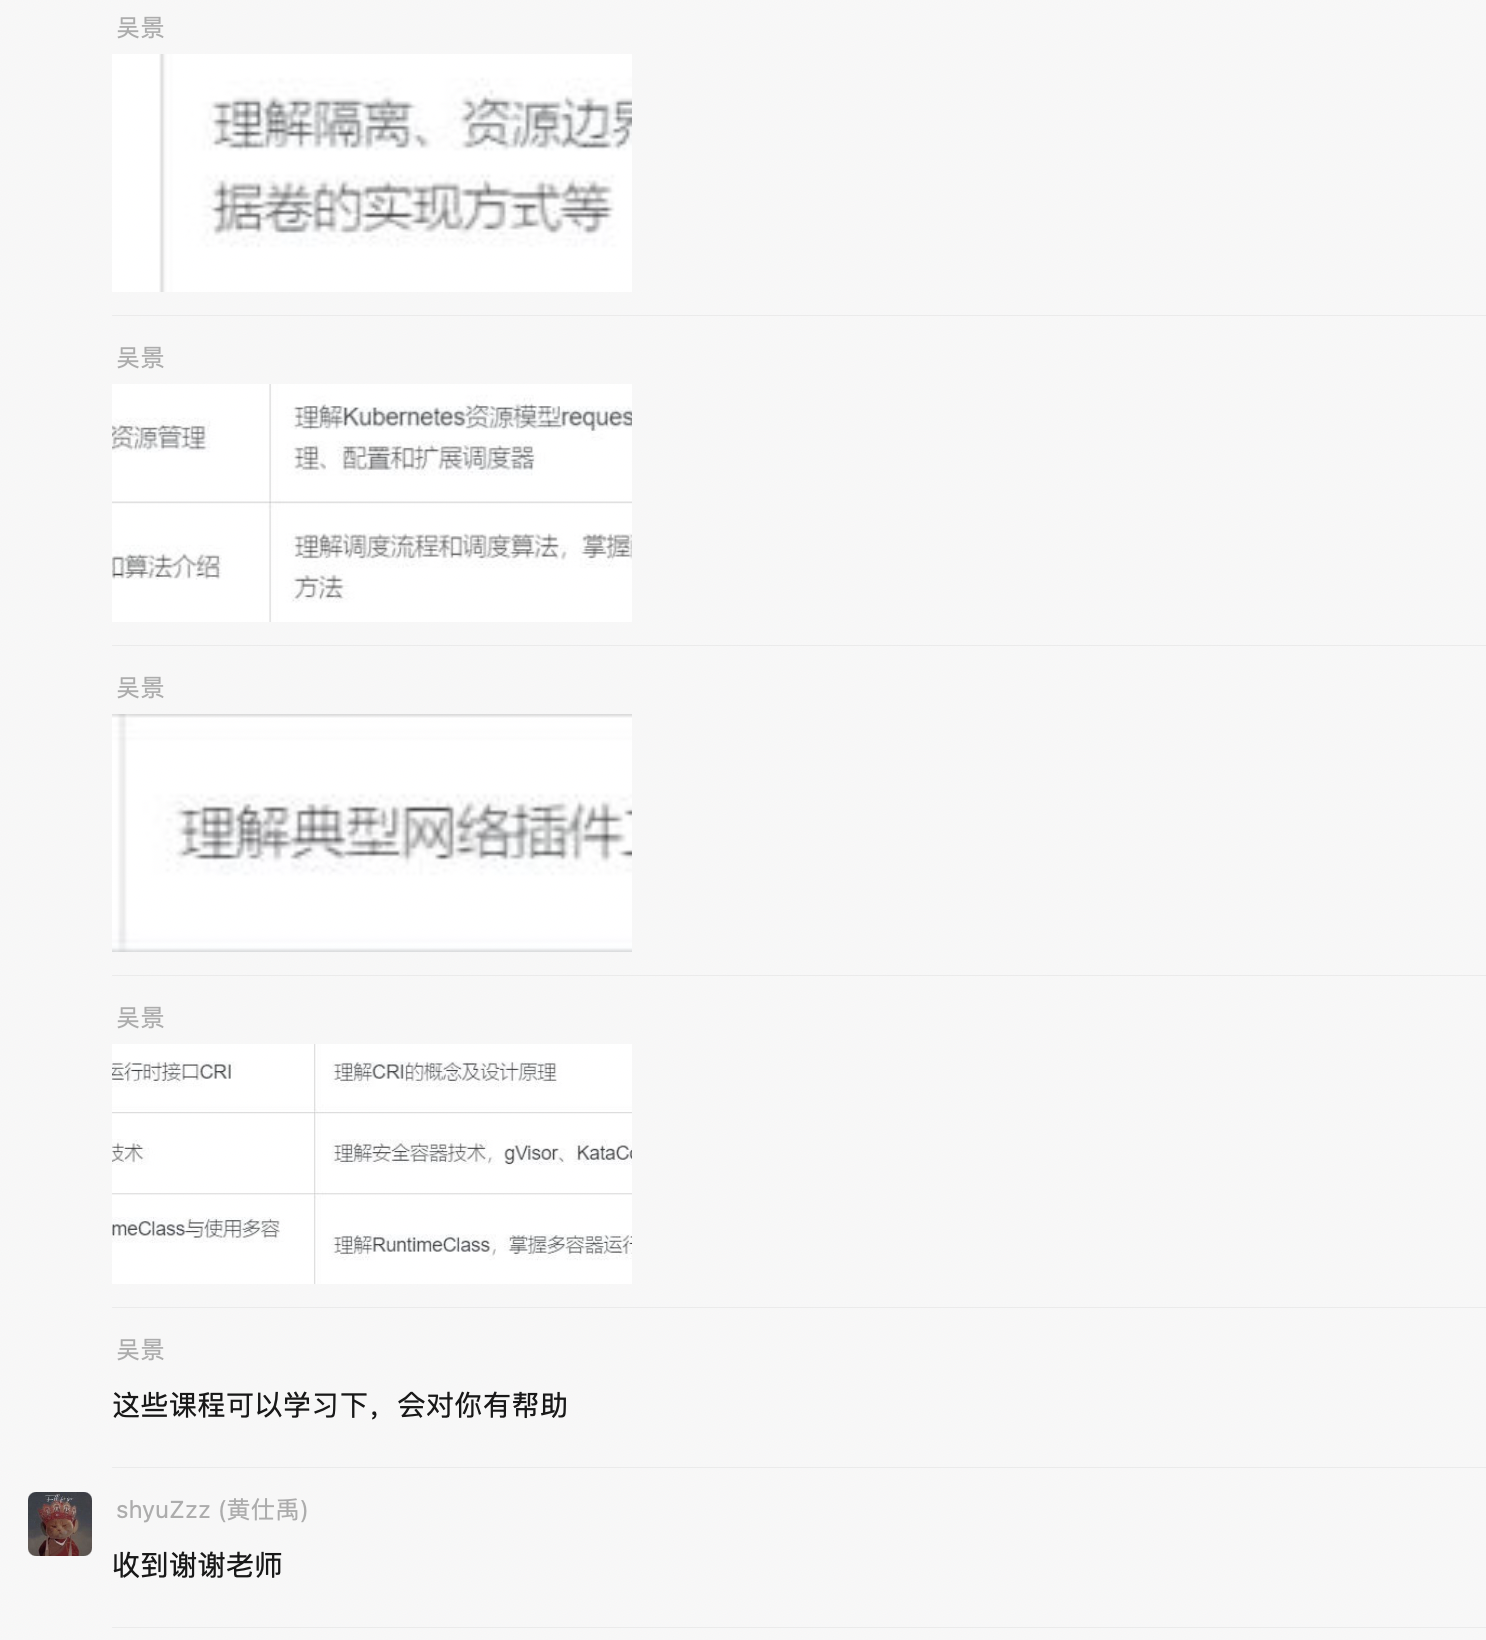 吴景
理解隔离、资源边界
据卷的实现方式等
吴景
资源管理
理解Kubernetes资源模型reques
理、配置和扩展调度器
和算法介绍
理解调度流程和调度算法，掌握
方法
吴景
理解典型网络插件工
吴景
运行时接口CRI
理解CRI的概念及设计原理
技术
理解安全容器技术，gVisor、KataCo
meClass与使用多容
理解RuntimeClass，掌握多容器运行
吴景
这些课程可以学习下，会对你有帮助
shyuZzz (黄仕禹)
收到谢谢老师